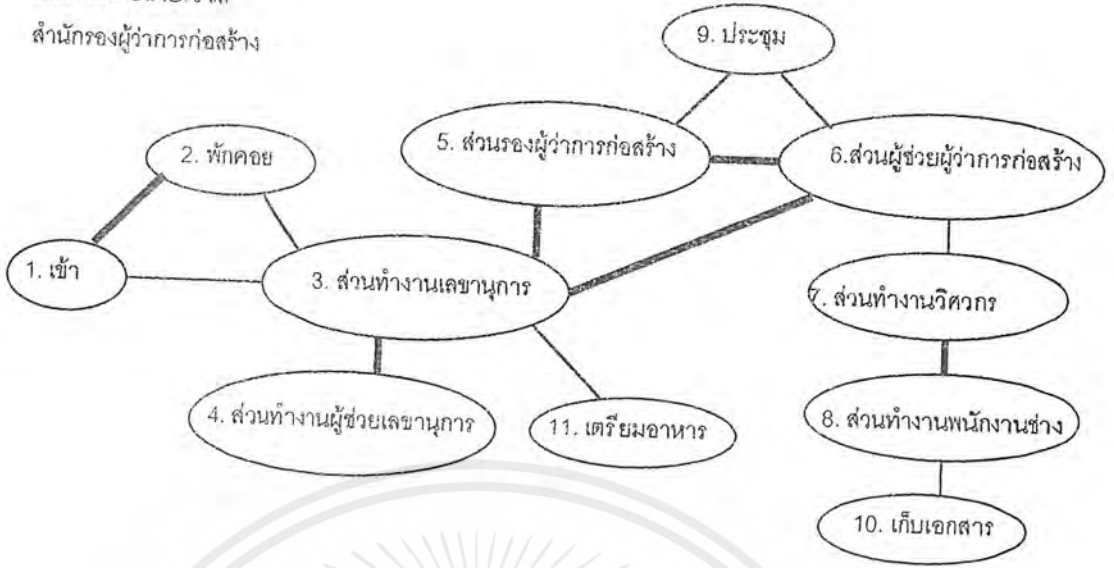 สำนักรองผู้ว่าการก่อสร้าง
9. ประชุม
2. พักคอย
5. ส่วนรองผู้ว่าการก่อสร้าง
6.ส่วนผู้ช่วยผู้ว่าการก่อสร้าง
1. เข้า
3. ส่วนทำงานเลขานุการ
7. ส่วนทำงานวิศวกร
4. ส่วนทำงานผู้ช่วยเลขานุการ
11. เตรียมอาหาร
8. ส่วนทำงานพนักงานช่าง
10. เก็บเอกสาร